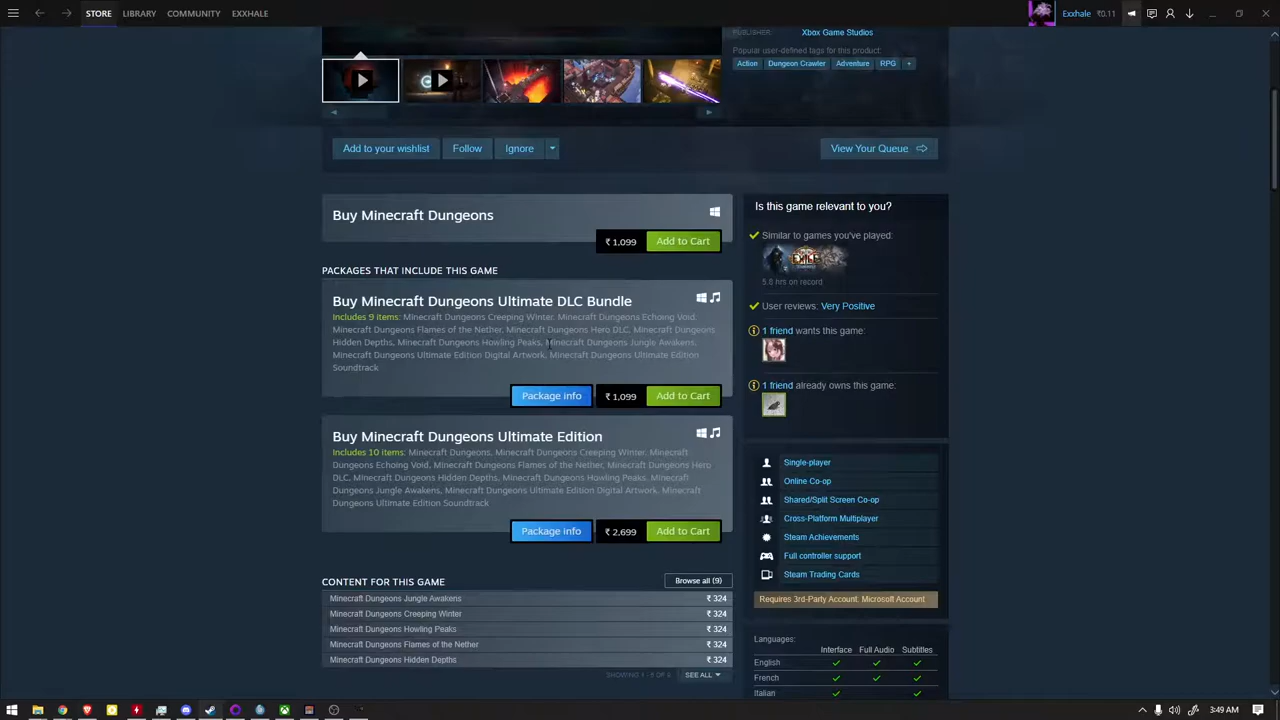 STORE LIBRARY COMMUNITY EXXHALE
Exxhale ₹0.11
PUBLISHER: Xbox Game Studios
Popular user-defined tags for this product:
Action Dungeon Crawler Adventure RPG +
Add to your wishlist Follow Ignore View Your Queue
Buy Minecraft Dungeons
₹ 1,099 Add to Cart
PACKAGES THAT INCLUDE THIS GAME
Buy Minecraft Dungeons Ultimate DLC Bundle
Includes 9 items: Minecraft Dungeons Creeping Winter, Minecraft Dungeons Echoing Void,
Minecraft Dungeons Flames of the Nether, Minecraft Dungeons Hero DLC, Minecraft Dungeons
Hidden Depths, Minecraft Dungeons Howling Peaks, Minecraft Dungeons Jungle Awakens,
Minecraft Dungeons Ultimate Edition Digital Artwork, Minecraft Dungeons Ultimate Edition
Soundtrack
Package info ₹ 1,099 Add to Cart
Buy Minecraft Dungeons Ultimate Edition
Includes 10 items: Minecraft Dungeons, Minecraft Dungeons Creeping Winter, Minecraft
Dungeons Echoing Void, Minecraft Dungeons Flames of the Nether, Minecraft Dungeons Hero
DLC, Minecraft Dungeons Hidden Depths, Minecraft Dungeons Howling Peaks, Minecraft
Dungeons Jungle Awakens, Minecraft Dungeons Ultimate Edition Digital Artwork, Minecraft
Dungeons Ultimate Edition Soundtrack
Package info ₹ 2,699 Add to Cart
CONTENT FOR THIS GAME Browse all (9)
Minecraft Dungeons Jungle Awakens ₹ 324
Minecraft Dungeons Creeping Winter ₹ 324
Minecraft Dungeons Howling Peaks ₹ 324
Minecraft Dungeons Flames of the Nether ₹ 324
Minecraft Dungeons Hidden Depths ₹ 324
SEE ALL
Is this game relevant to you?
Similar to games you've played:
EXILE
5.6 hrs on record
User reviews: Very Positive
1 friend wants this game:
1 friend already owns this game:
Single-player
Online Co-op
Shared/Split Screen Co-op
Cross-Platform Multiplayer
Steam Achievements
Full controller support
Steam Trading Cards
Requires 3rd-Party Account: Microsoft Account
Languages:
Interface Full Audio Subtitles
English
French
Italian
3:49 AM